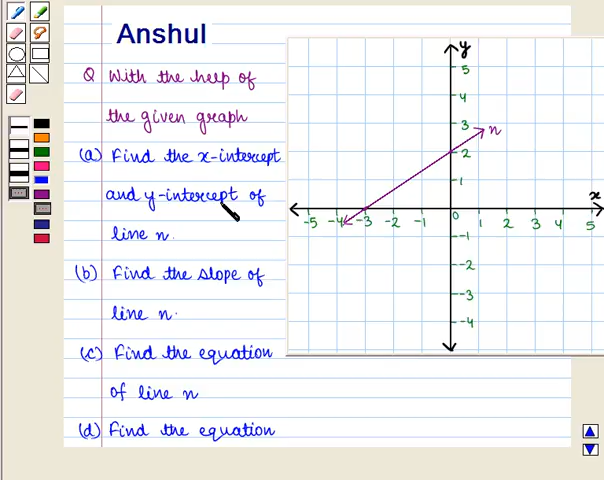 Anshul
Q With the help of
the given graph
(a) Find the x-intercept
and y-intercept of
line n.
(b) Find the slope of
line n.
(c) Find the equation
of line n
(d) Find the equation
y
5
4
3
n
2
1
x
-5 -4 -3 -2 -1 0 1 2 3 4 5
-1
-2
-3
-4